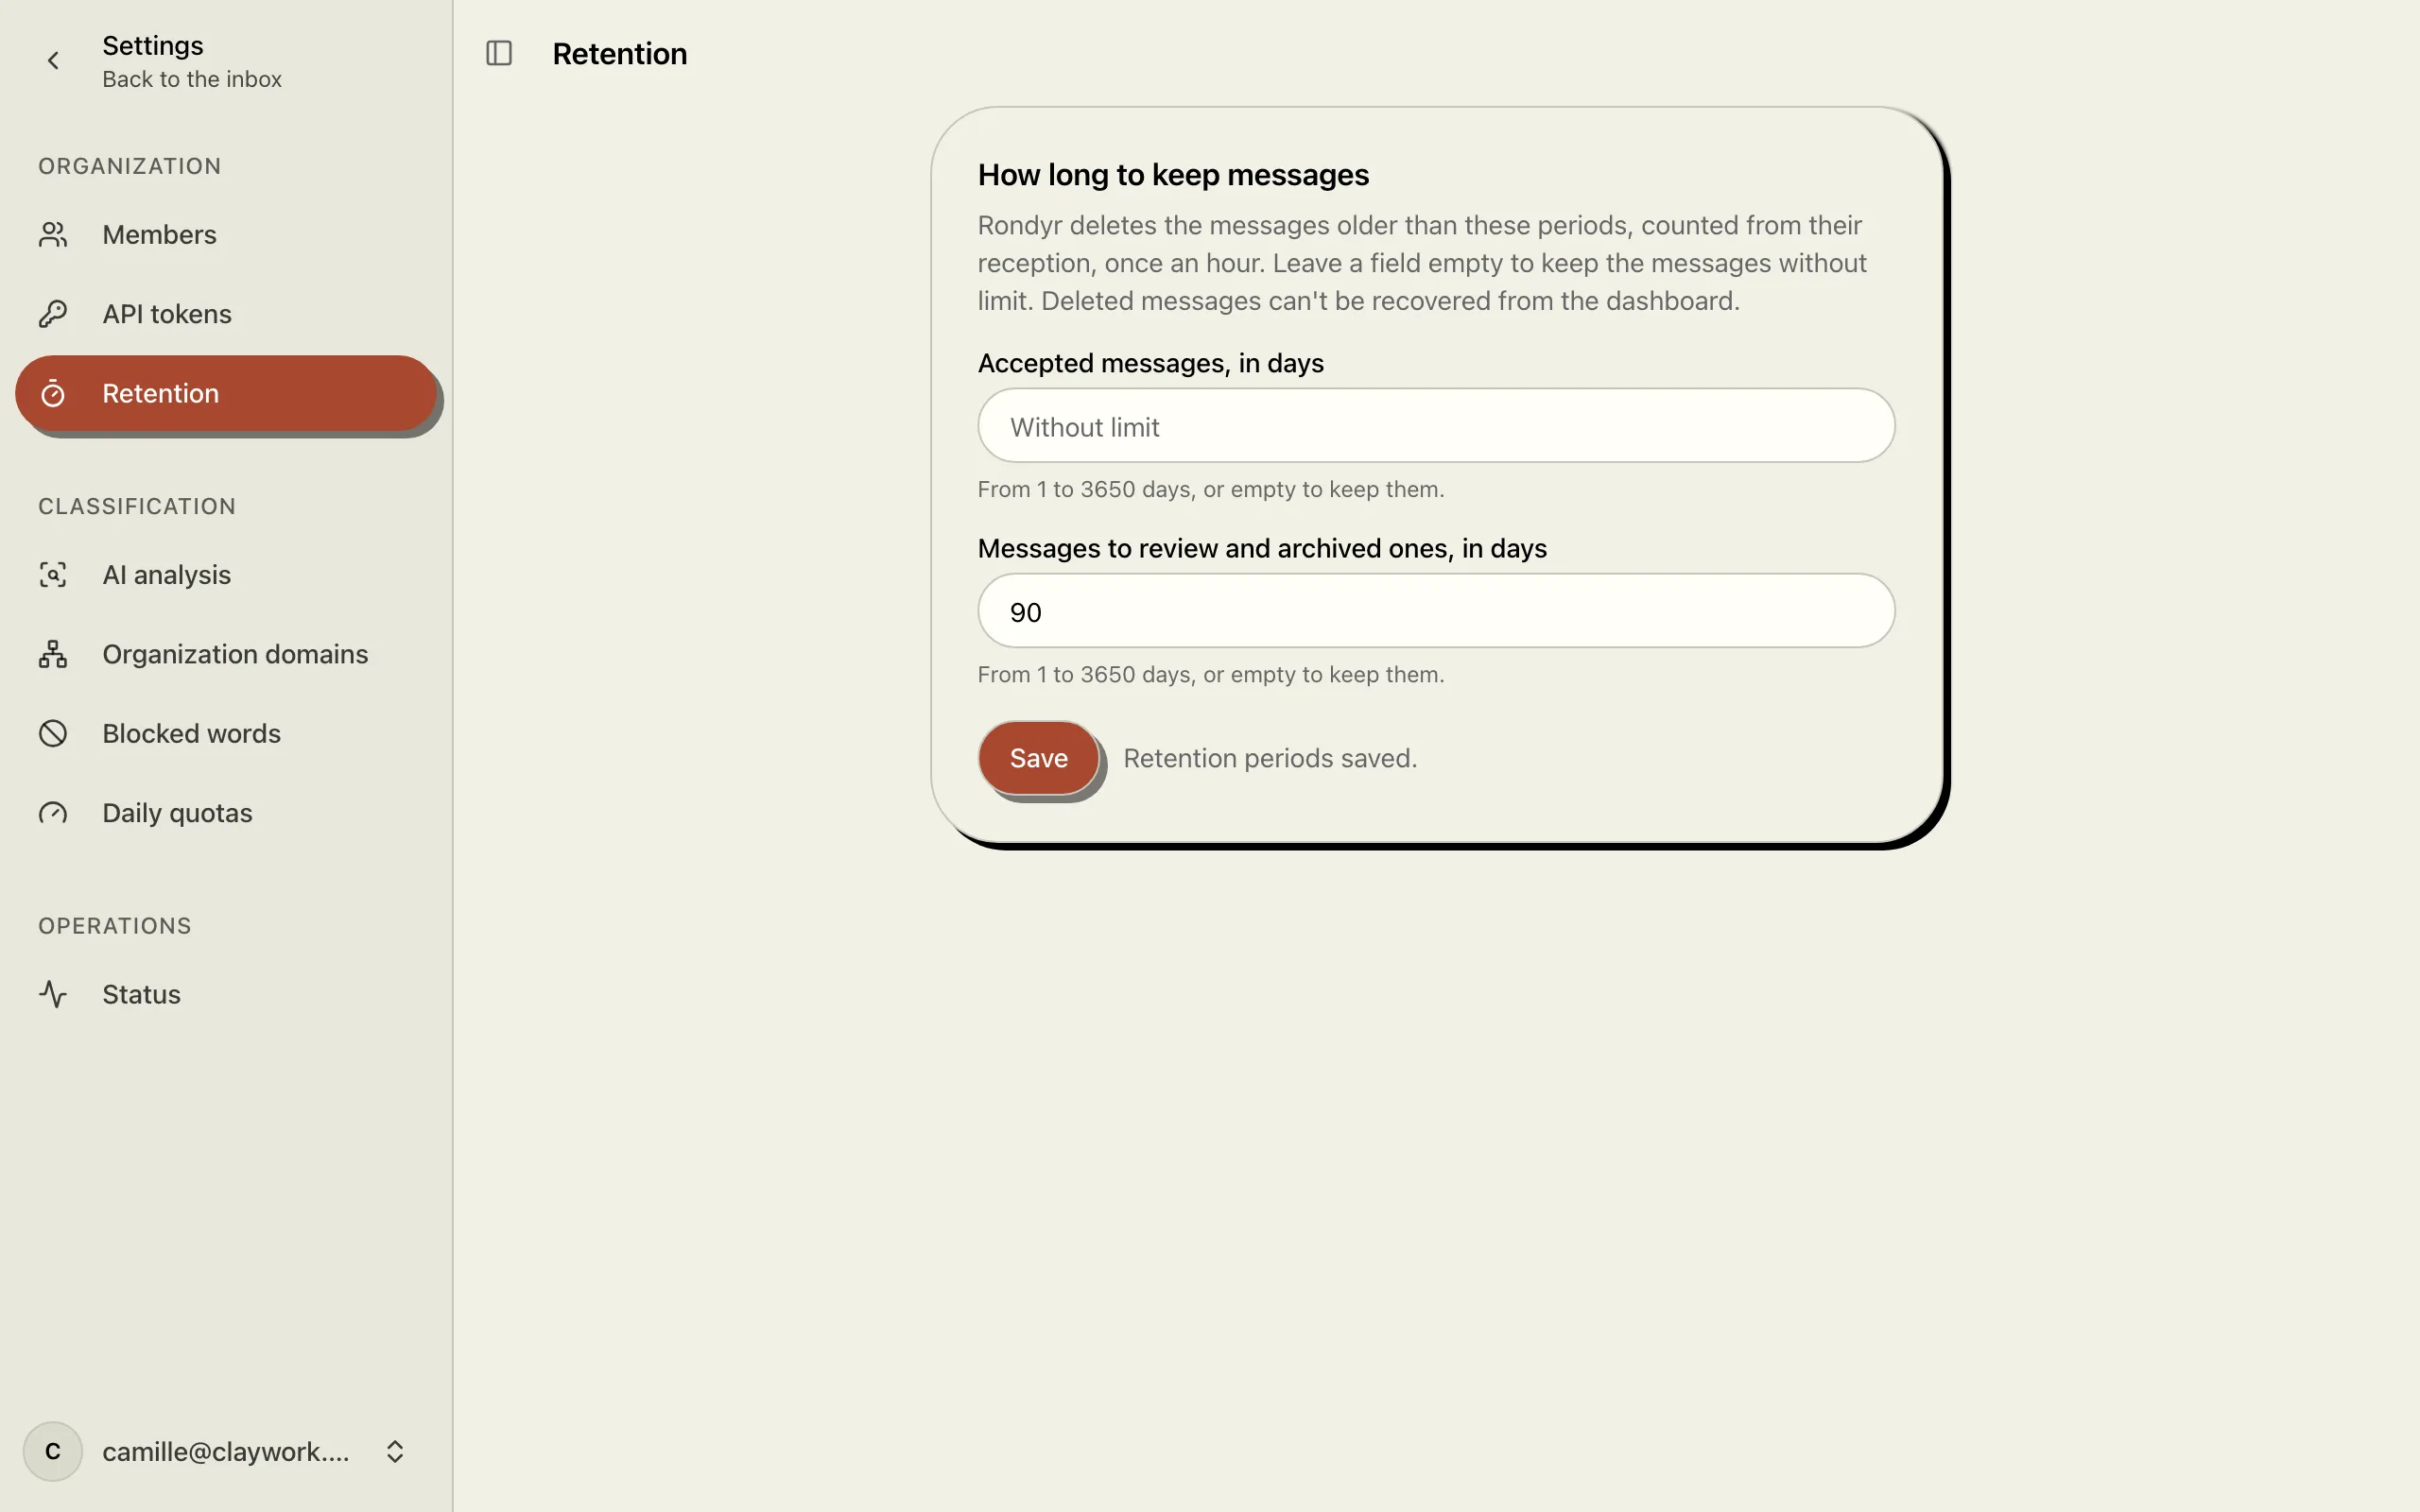 Settings
Back to the inbox
ORGANIZATION
Members
API tokens
Retention
CLASSIFICATION
AI analysis
Organization domains
Blocked words
Daily quotas
OPERATIONS
Status
C
camille@claywork....
Retention
How long to keep messages
Rondyr deletes the messages older than these periods, counted from their
reception, once an hour. Leave a field empty to keep the messages without
limit. Deleted messages can't be recovered from the dashboard.
Accepted messages, in days
Without limit
From 1 to 3650 days, or empty to keep them.
Messages to review and archived ones, in days
90
From 1 to 3650 days, or empty to keep them.
Save
Retention periods saved.